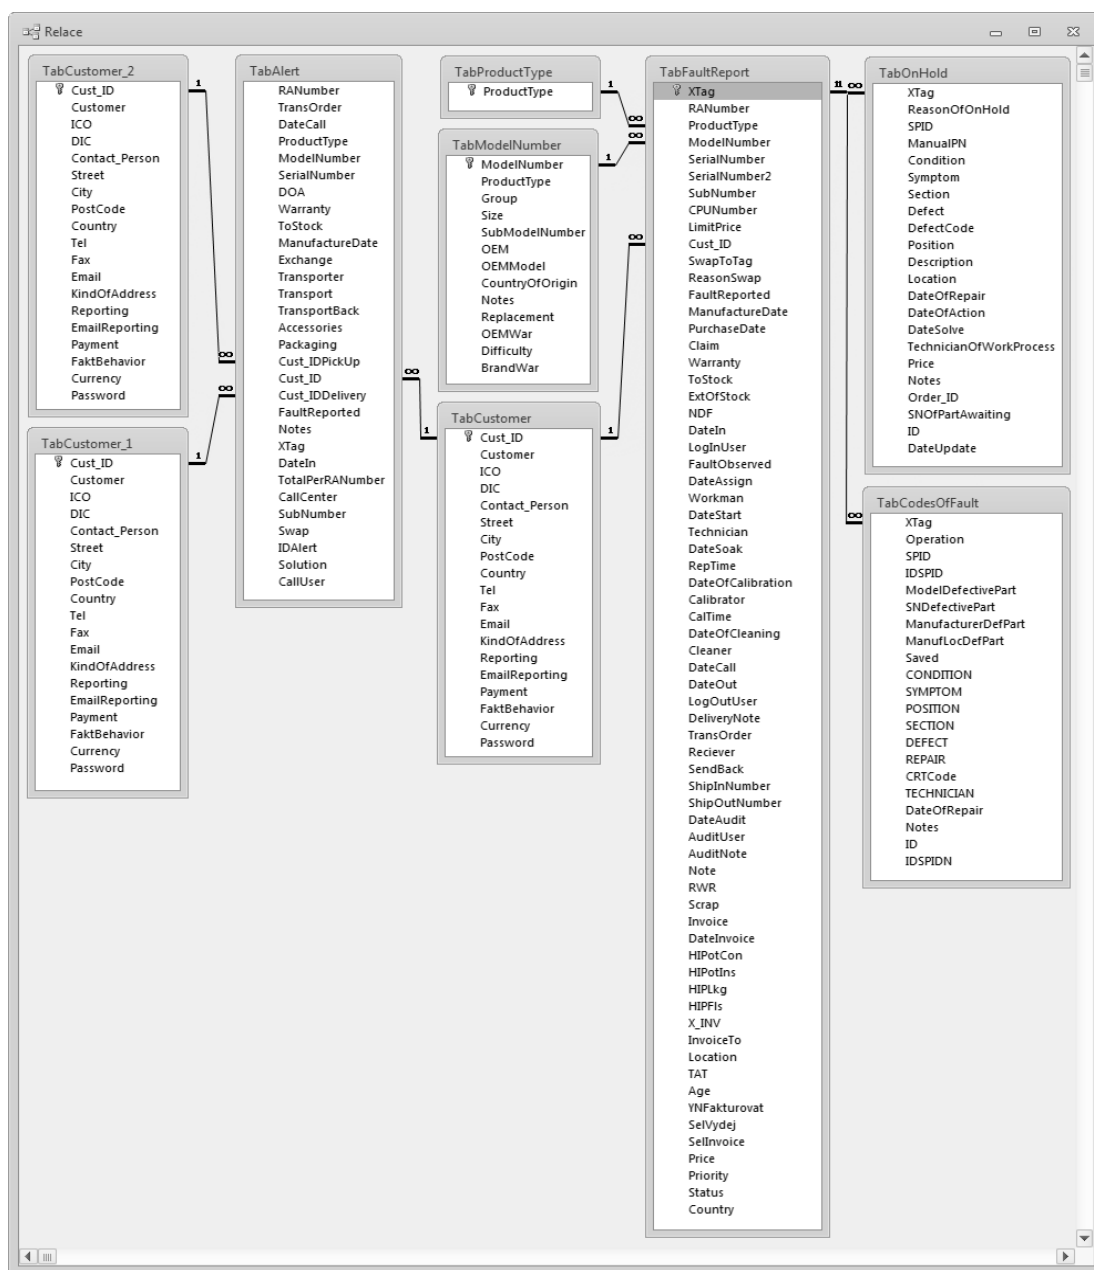 Relace
TabCustomer_2
Cust_ID
Customer
ICO
DIC
Contact_Person
Street
City
PostCode
Country
Tel
Fax
Email
KindOfAddress
Reporting
EmailReporting
Payment
FaktBehavior
Currency
Password
1
∞
TabCustomer_1
Cust_ID
Customer
ICO
DIC
Contact_Person
Street
City
PostCode
Country
Tel
Fax
Email
KindOfAddress
Reporting
EmailReporting
Payment
FaktBehavior
Currency
Password
1
∞
TabAlert
RANumber
TransOrder
DateCall
ProductType
ModelNumber
SerialNumber
DOA
Warranty
ToStock
ManufactureDate
Exchange
Transporter
Transport
TransportBack
Accessories
Packaging
Cust_IDPickUp
Cust_ID
Cust_IDDelivery
FaultReported
Notes
XTag
DateIn
TotalPerRANumber
CallCenter
SubNumber
Swap
IDAlert
Solution
CallUser
∞
1
TabProductType
ProductType
1
∞
TabModelNumber
ModelNumber
ProductType
Group
Size
SubModelNumber
OEM
OEMModel
CountryOfOrigin
Notes
Replacement
OEMWar
Difficulty
BrandWar
1
∞
TabCustomer
Cust_ID
Customer
ICO
DIC
Contact_Person
Street
City
PostCode
Country
Tel
Fax
Email
KindOfAddress
Reporting
EmailReporting
Payment
FaktBehavior
Currency
Password
1
∞
TabFaultReport
XTag
RANumber
ProductType
ModelNumber
SerialNumber
SerialNumber2
SubNumber
CPUNumber
LimitPrice
Cust_ID
SwapToTag
ReasonSwap
FaultReported
ManufactureDate
PurchaseDate
Claim
Warranty
ToStock
ExtOfStock
NDF
DateIn
LogInUser
FaultObserved
DateAssign
Workman
DateStart
Technician
DateSoak
RepTime
DateOfCalibration
Calibrator
CalTime
DateOfCleaning
Cleaner
DateCall
DateOut
LogOutUser
DeliveryNote
TransOrder
Reciever
SendBack
ShipInNumber
ShipOutNumber
DateAudit
AuditUser
AuditNote
Note
RWR
Scrap
Invoice
DateInvoice
HIPotCon
HIPotIns
HIPLkg
HIPFls
X_INV
InvoiceTo
Location
TAT
Age
YNFakturovat
SelVydej
SelInvoice
Price
Priority
Status
Country
11
∞
∞
TabOnHold
XTag
ReasonOfOnHold
SPID
ManualPN
Condition
Symptom
Section
Defect
DefectCode
Position
Description
Location
DateOfRepair
DateOfAction
DateSolve
TechnicianOfWorkProcess
Price
Notes
Order_ID
SNOfPartAwaiting
ID
DateUpdate
TabCodesOfFault
XTag
Operation
SPID
IDSPID
ModelDefectivePart
SNDefectivePart
ManufacturerDefPart
ManufLocDefPart
Saved
CONDITION
SYMPTOM
POSITION
SECTION
DEFECT
REPAIR
CRTCode
TECHNICIAN
DateOfRepair
Notes
ID
IDSPIDN